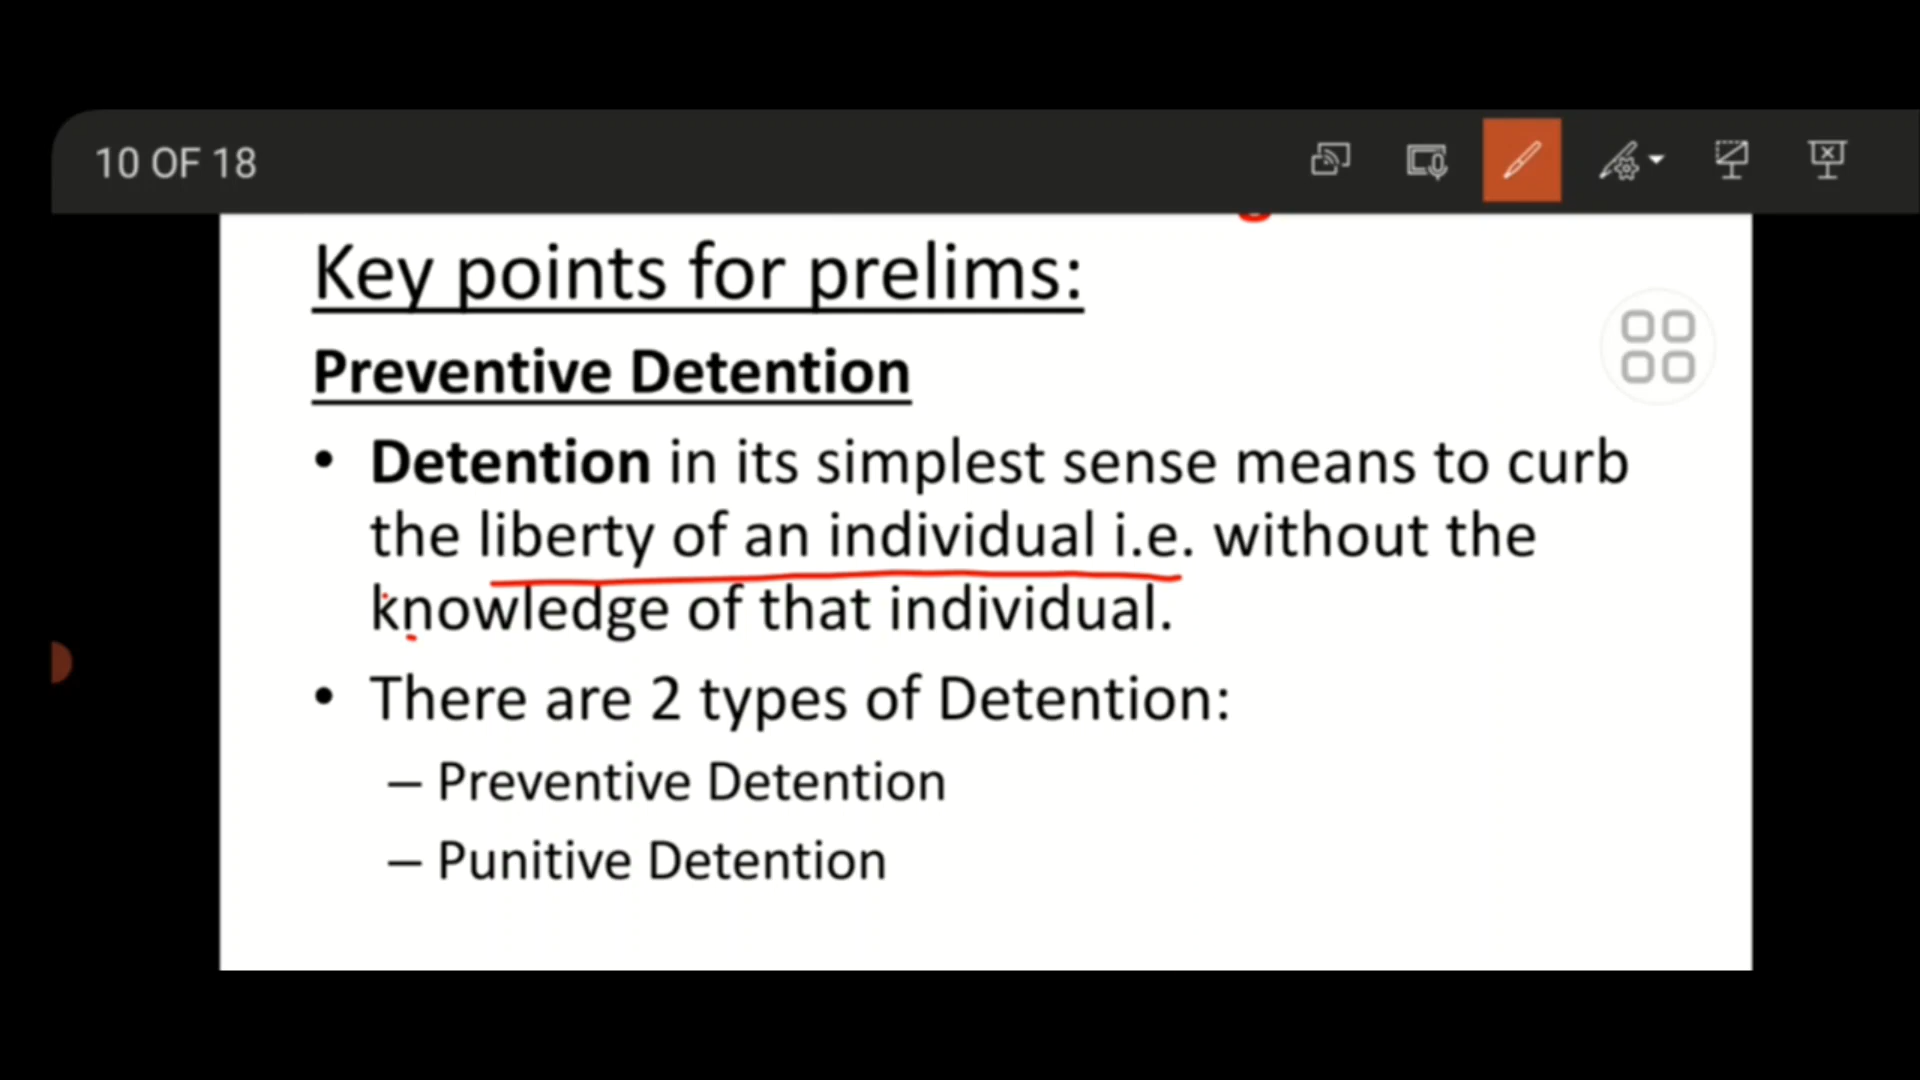 10 OF 18
Key points for prelims:
Preventive Detention
• Detention in its simplest sense means to curb
the liberty of an individual i.e. without the
knowledge of that individual.
• There are 2 types of Detention:
– Preventive Detention
– Punitive Detention